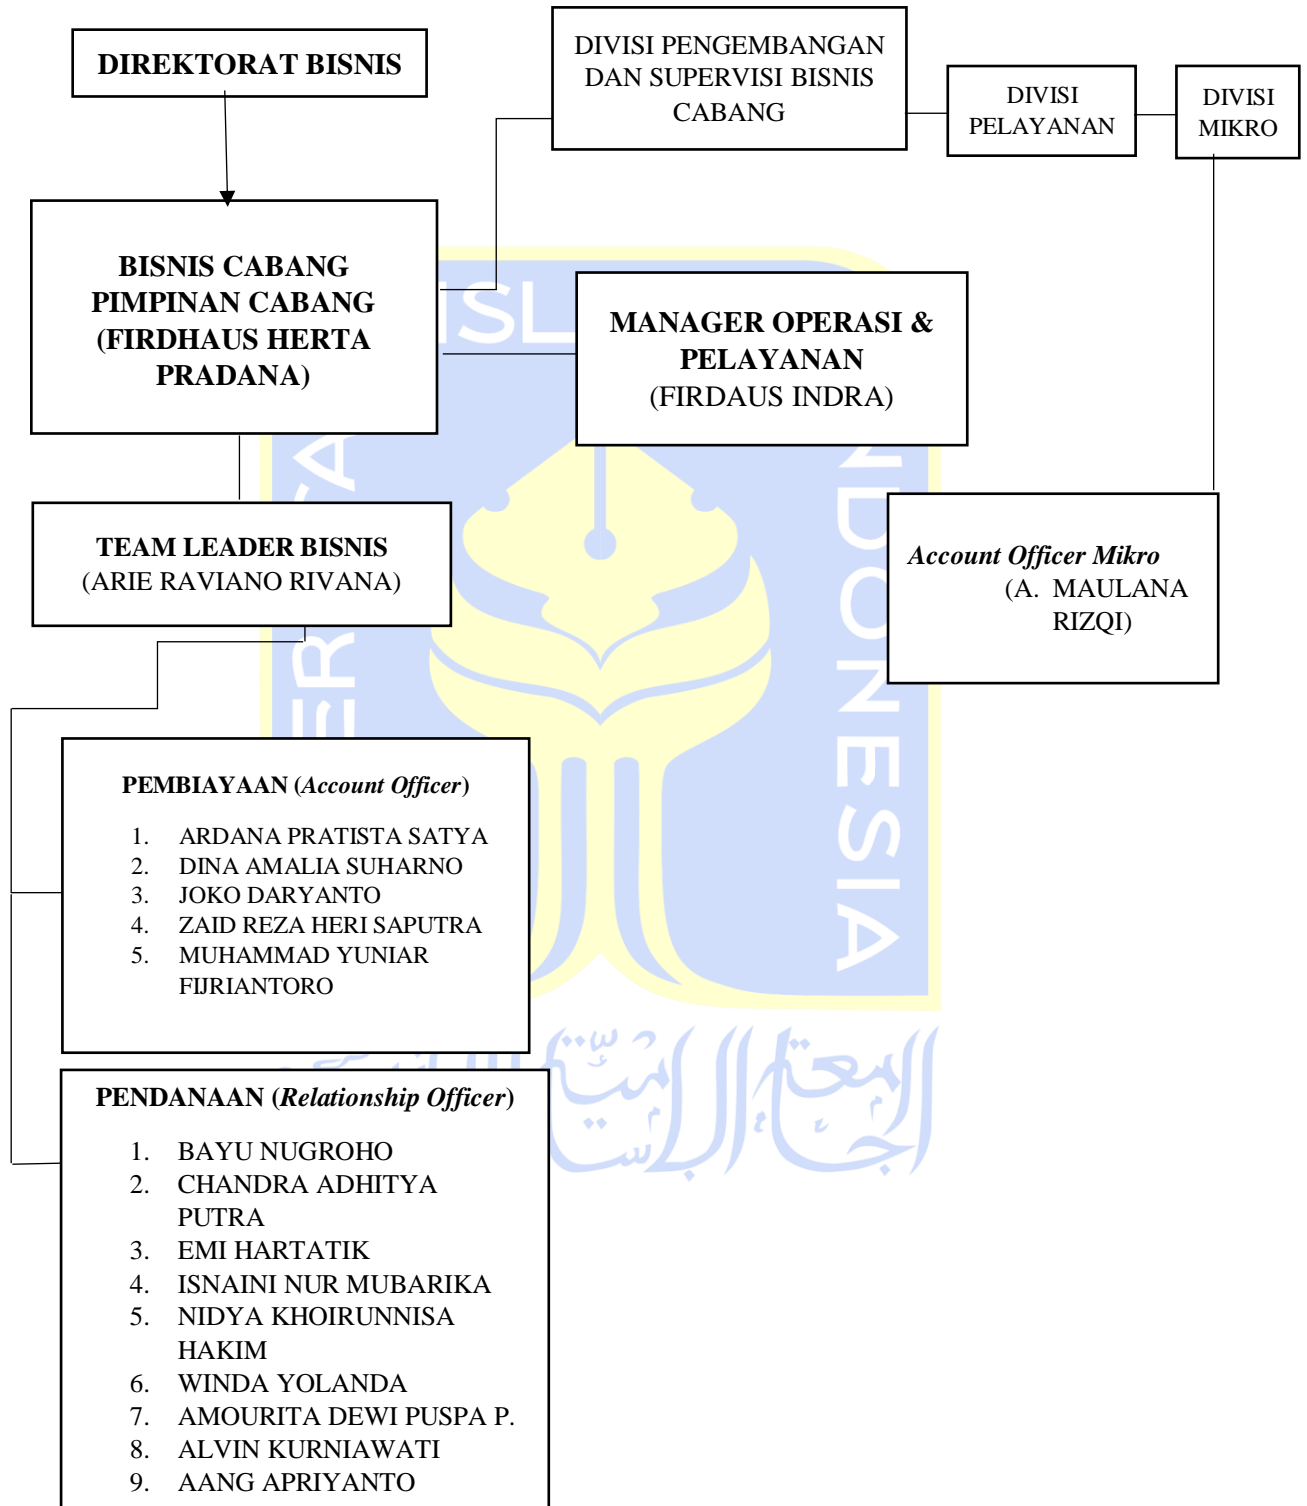 DIREKTORAT BISNIS
DIVISI PENGEMBANGAN
DAN SUPERVISI BISNIS
CABANG
DIVISI
PELAYANAN
DIVISI
MIKRO
BISNIS CABANG
PIMPINAN CABANG
(FIRDHAUS HERTA
PRADANA)
MANAGER OPERASI &
PELAYANAN
(FIRDAUS INDRA)
TEAM LEADER BISNIS
(ARIE RAVIANO RIVANA)
Account Officer Mikro
(A. MAULANA
RIZQI)
PEMBIAYAAN (Account Officer)
1. ARDANA PRATISTA SATYA
2. DINA AMALIA SUHARNO
3. JOKO DARYANTO
4. ZAID REZA HERI SAPUTRA
5. MUHAMMAD YUNIAR
FIJRIANTORO
PENDANAAN (Relationship Officer)
1. BAYU NUGROHO
2. CHANDRA ADHITYA
PUTRA
3. EMI HARTATIK
4. ISNAINI NUR MUBARIKA
5. NIDYA KHOIRUNNISA
HAKIM
6. WINDA YOLANDA
7. AMOURITA DEWI PUSPA P.
8. ALVIN KURNIAWATI
9. AANG APRIYANTO
ISL
ER
TA
NDONESIA